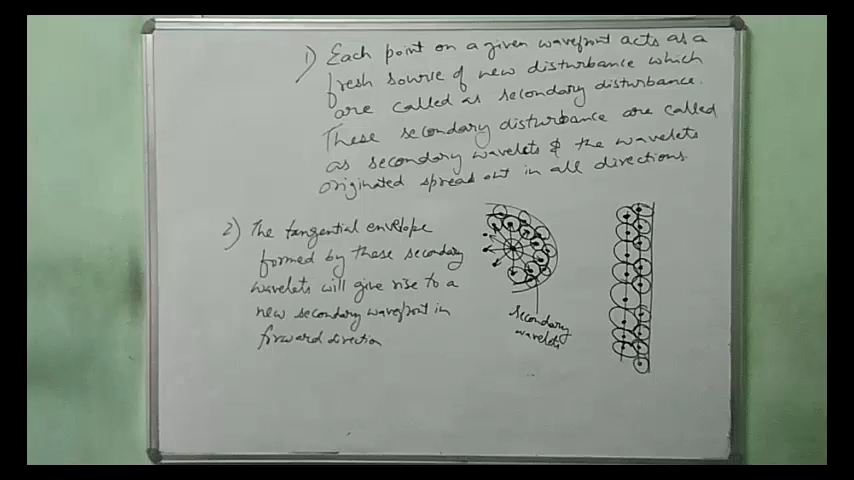 1) Each point on a given wavefront acts as a
fresh source of new disturbance which
are called as secondary disturbance.
These secondary disturbance are called
as secondary wavelets & the wavelets
originated spread out in all directions.
2) The tangential envelope
formed by these secondary
wavelets will give rise to a
new secondary wavefront in
forward direction
Secondary
wavelets